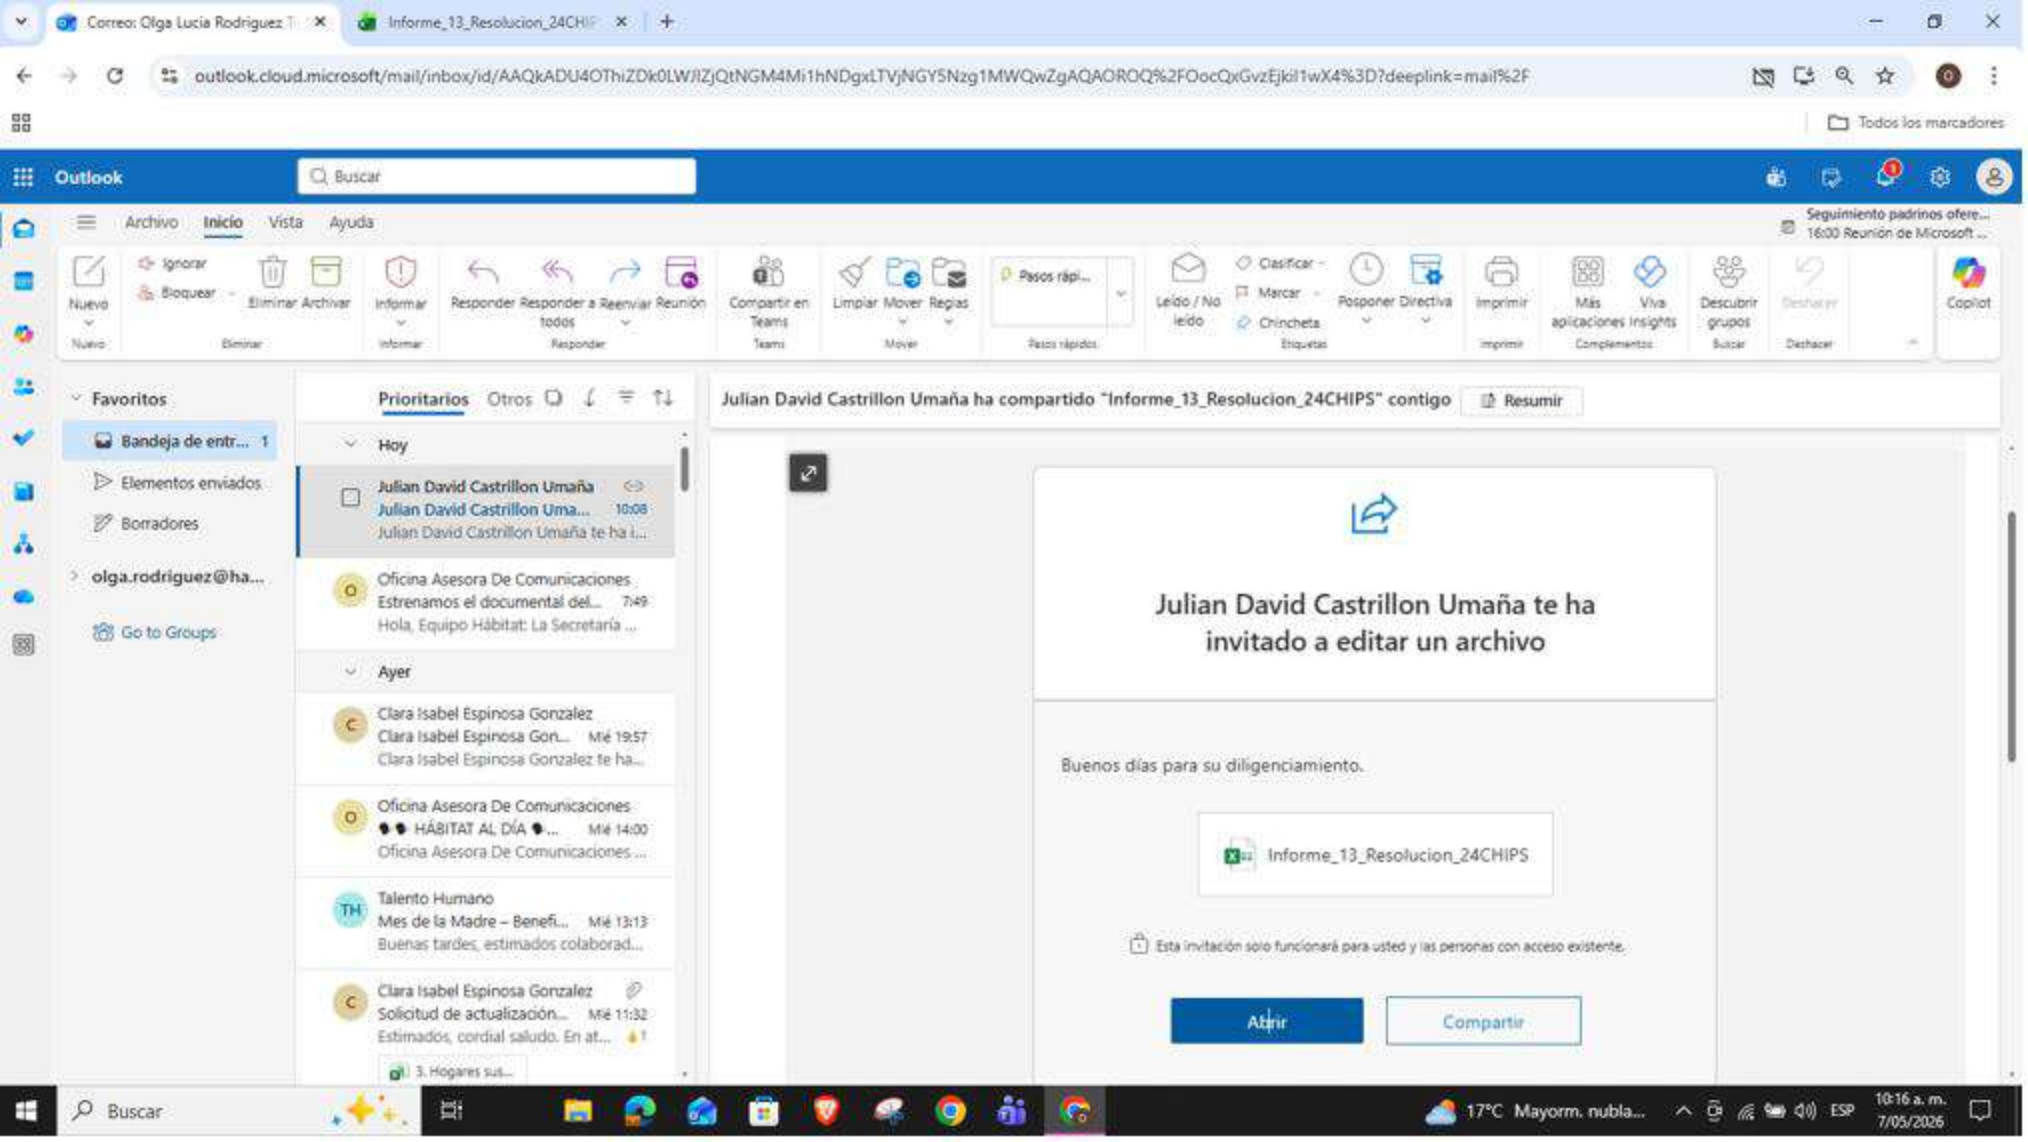 Correo: Olga Lucia Rodriguez T
Informe_13_Resolucion_24CHIP
outlook.cloud.microsoft/mail/inbox/id/AAQkADU4OThiZDk0LWJlZjQtNGM4Mi1hNDgxLTVjNGY5Nzg1MWQwZgAQAOROQ%2FOocQxGvzEjkil1wX4%3D?deeplink=mail%2F
Todos los marcadores
Outlook
Buscar
1
Archivo Inicio Vista Ayuda
Seguimiento padrinos ofere...
16:00 Reunión de Microsoft ...
Nuevo
Ignorar
Bloquear
Eliminar Archivar
Informar
Responder Responder a todos Reenviar Reunión
Compartir en Teams
Limpiar Mover Reglas
Pasos rápi...
Leído / No leído
Clasificar
Marcar
Chincheta
Posponer Directiva
Imprimir
Más aplicaciones
Viva Insights
Descubrir grupos
Deshacer
Copilot
Nuevo
Eliminar
Informar
Responder
Teams
Mover
Pasos rápidos
Etiquetas
Imprimir
Complementos
Buscar
Deshacer
Favoritos
Bandeja de entr... 1
Elementos enviados
Borradores
olga.rodriguez@ha...
Go to Groups
Prioritarios Otros
Hoy
Julian David Castrillon Umaña
Julian David Castrillon Uma... 10:08
Julian David Castrillon Umaña te ha i...
O
Oficina Asesora De Comunicaciones
Estrenamos el documental del... 7:49
Hola, Equipo Hábitat: La Secretaría ...
Ayer
C
Clara Isabel Espinosa Gonzalez
Clara Isabel Espinosa Gon... Mié 19:57
Clara Isabel Espinosa Gonzalez te ha...
O
Oficina Asesora De Comunicaciones
HÁBITAT AL DÍA ... Mié 14:00
Oficina Asesora De Comunicaciones ...
TH
Talento Humano
Mes de la Madre – Benefi... Mié 13:13
Buenas tardes, estimados colaborad...
C
Clara Isabel Espinosa Gonzalez
Solicitud de actualización... Mié 11:32
Estimados, cordial saludo. En at... 1
3. Hogares sus...
Julian David Castrillon Umaña ha compartido "Informe_13_Resolucion_24CHIPS" contigo
Resumir
Julian David Castrillon Umaña te ha
invitado a editar un archivo
Buenos días para su diligenciamiento.
Informe_13_Resolucion_24CHIPS
Esta invitación solo funcionará para usted y las personas con acceso existente.
Abrir
Compartir
Buscar
17°C Mayorm. nubla...
ESP
10:16 a. m.
7/05/2026